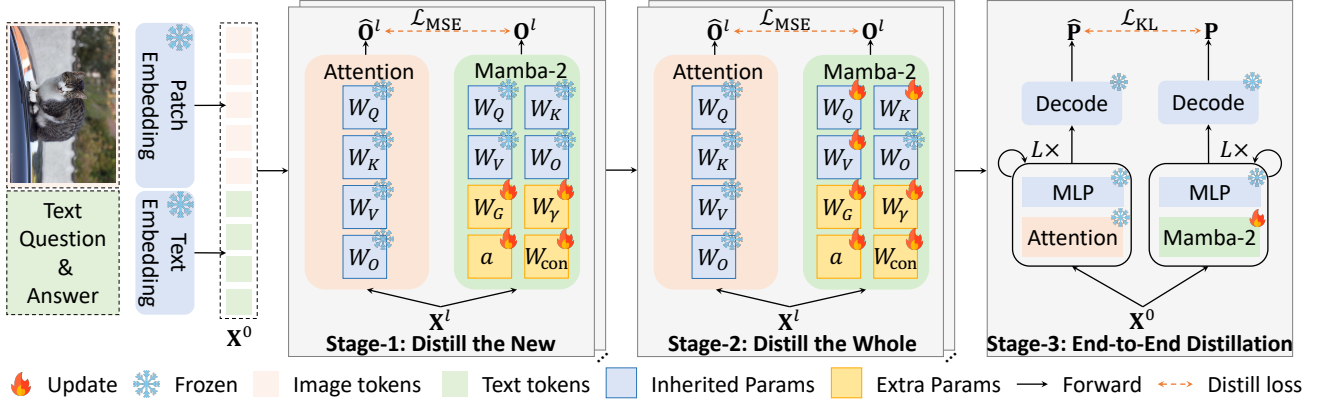 Patch
Embedding
Text
Embedding
Text
Question
&
Answer
X⁰
Ô^l
ℒ_MSE
O^l
Attention
Mamba-2
W_Q
W_K
W_V
W_O
W_Q
W_K
W_V
W_O
W_G
W_γ
a
W_con
X^l
Stage-1: Distill the New
Ô^l
ℒ_MSE
O^l
Attention
Mamba-2
W_Q
W_K
W_V
W_O
W_Q
W_K
W_V
W_O
W_G
W_γ
a
W_con
X^l
Stage-2: Distill the Whole
P̂
ℒ_KL
P
Decode
Decode
L×
L×
MLP
MLP
Attention
Mamba-2
X⁰
Stage-3: End-to-End Distillation
Update
Frozen
Image tokens
Text tokens
Inherited Params
Extra Params
Forward
Distill loss